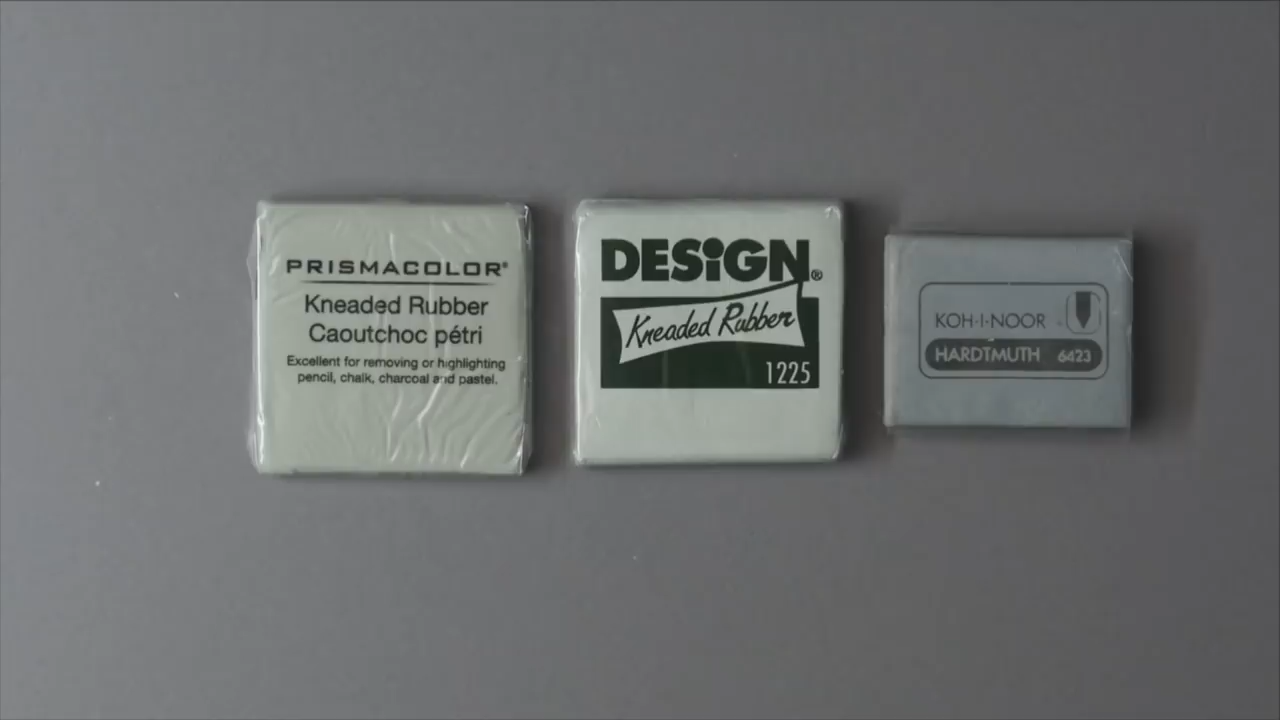 PRISMACOLOR®
Kneaded Rubber
Caoutchoc pétri
Excellent for removing or highlighting
pencil, chalk, charcoal and pastel.
DESiGN®
Kneaded Rubber
1225
KOH-I-NOOR
HARDTMUTH 6423